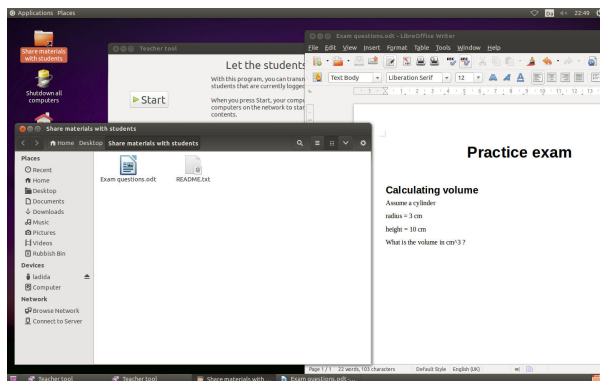 Applications Places
22:49
Share materials
with students
Shutdown all
computers
Teacher tool
Let the students
With this program, you can trans
students that are currently logged
When you press Start, your comp
computers on the network to star
contents.
Start
Exam questions.odt - LibreOffice Writer
File Edit View Insert Format Table Tools Window Help
Text Body
Liberation Serif
12
Practice exam
Calculating volume
Assume a cylinder
radius = 3 cm
height = 10 cm
What is the volume in cm^3 ?
Page 1 / 1 22 words, 103 characters Default Style English (UK)
Share materials with students
Home Desktop Share materials with students
Places
Recent
Home
Desktop
Documents
Downloads
Music
Pictures
Videos
Rubbish Bin
Devices
ladida
Computer
Network
Browse Network
Connect to Server
Exam questions.odt
README.txt
Teacher tool
Teacher tool
Share materials with ...
Exam questions.odt-...